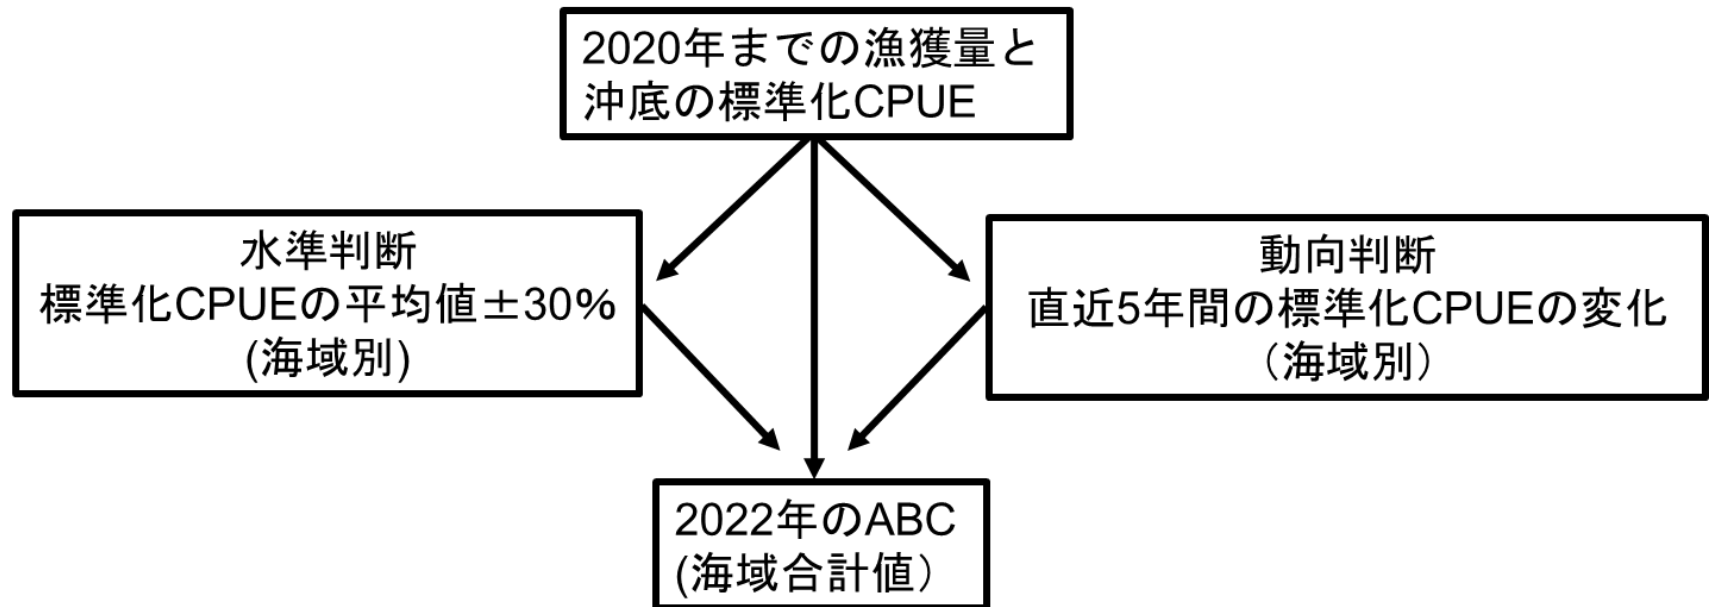 2020年までの漁獲量と
沖底の標準化CPUE
水準判断
標準化CPUEの平均値±30%
(海域別)
動向判断
直近5年間の標準化CPUEの変化
（海域別）
2022年のABC
(海域合計値）